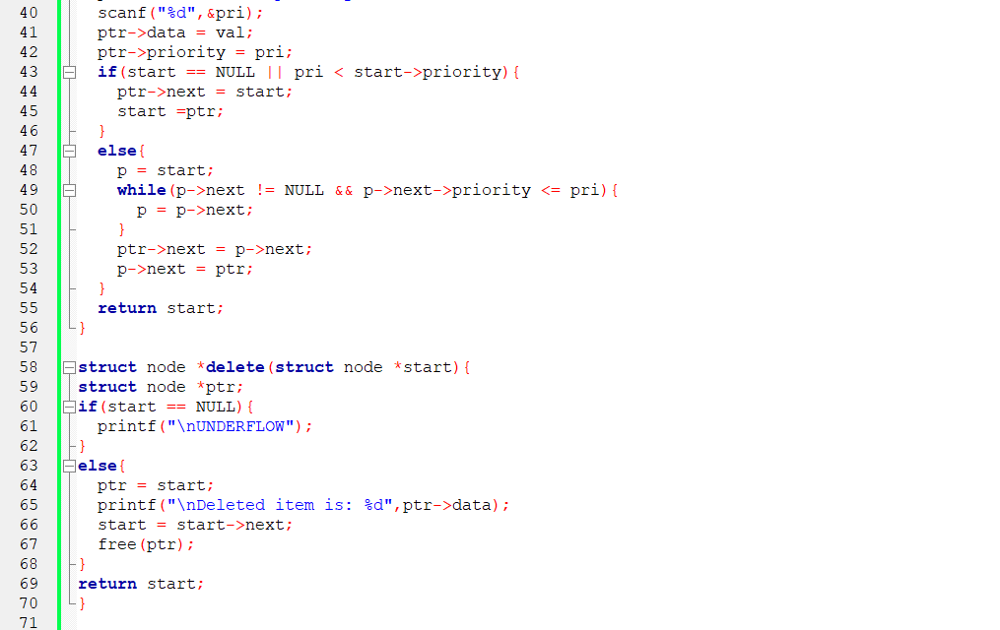 40 scanf("%d",&pri);
41 ptr->data = val;
42 ptr->priority = pri;
43 if(start == NULL || pri < start->priority){
44 ptr->next = start;
45 start =ptr;
46 }
47 else{
48 p = start;
49 while(p->next != NULL && p->next->priority <= pri){
50 p = p->next;
51 }
52 ptr->next = p->next;
53 p->next = ptr;
54 }
55 return start;
56 }
57
58 struct node *delete(struct node *start){
59 struct node *ptr;
60 if(start == NULL){
61 printf("\nUNDERFLOW");
62 }
63 else{
64 ptr = start;
65 printf("\nDeleted item is: %d",ptr->data);
66 start = start->next;
67 free(ptr);
68 }
69 return start;
70 }
71